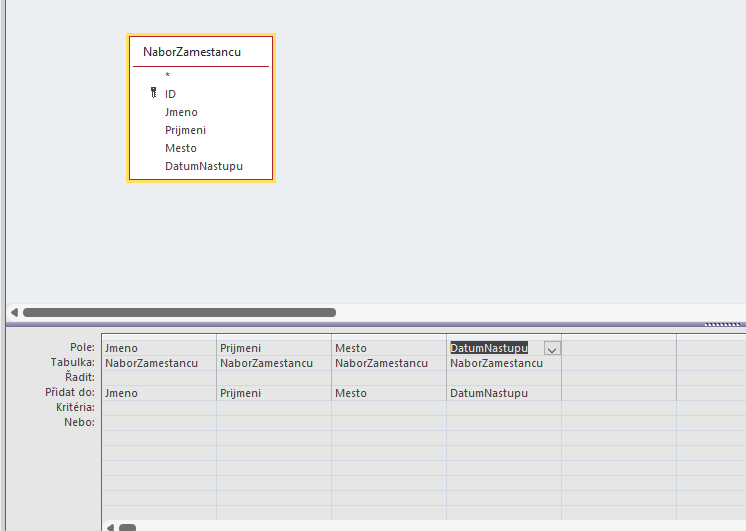 NaborZamestancu
*
ID
Jmeno
Prijmeni
Mesto
DatumNastupu
Pole: Jmeno Prijmeni Mesto DatumNastupu
Tabulka: NaborZamestancu NaborZamestancu NaborZamestancu NaborZamestancu
Řadit:
Přidat do: Jmeno Prijmeni Mesto DatumNastupu
Kritéria:
Nebo: